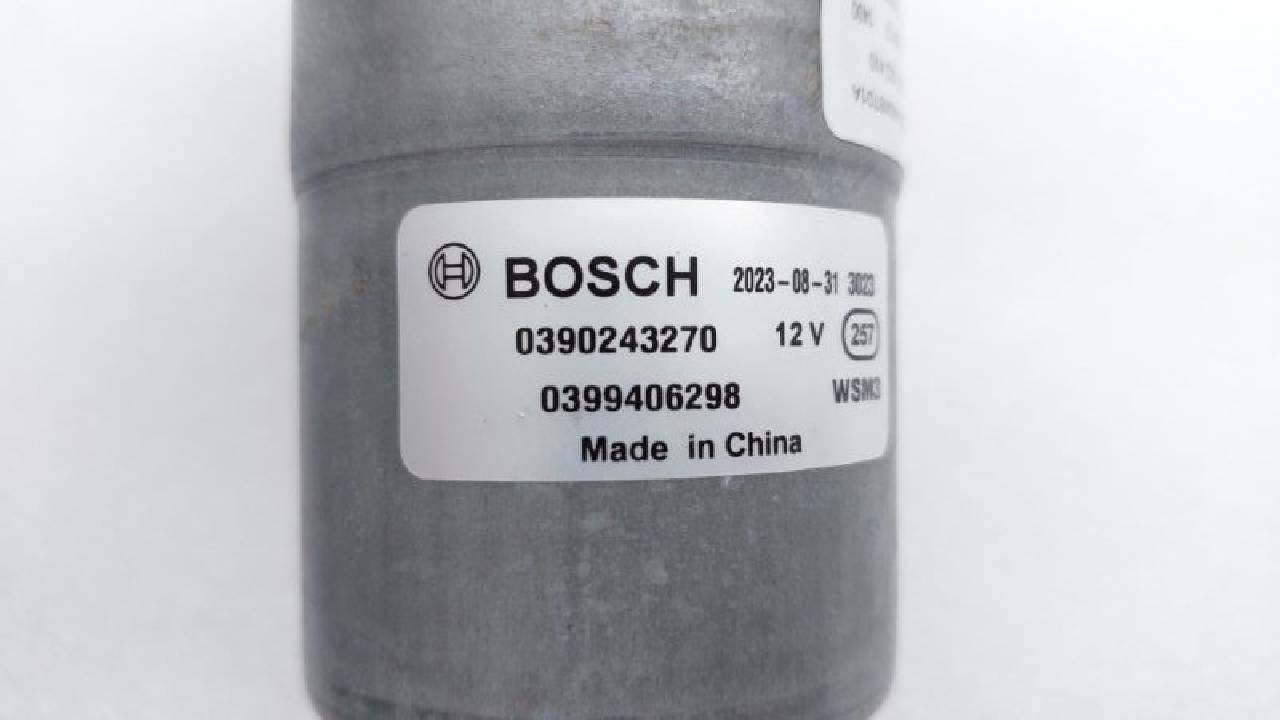 BOSCH 2023-08-31 3023
0390243270 12 V 257
0399406298 WSM3
Made in China